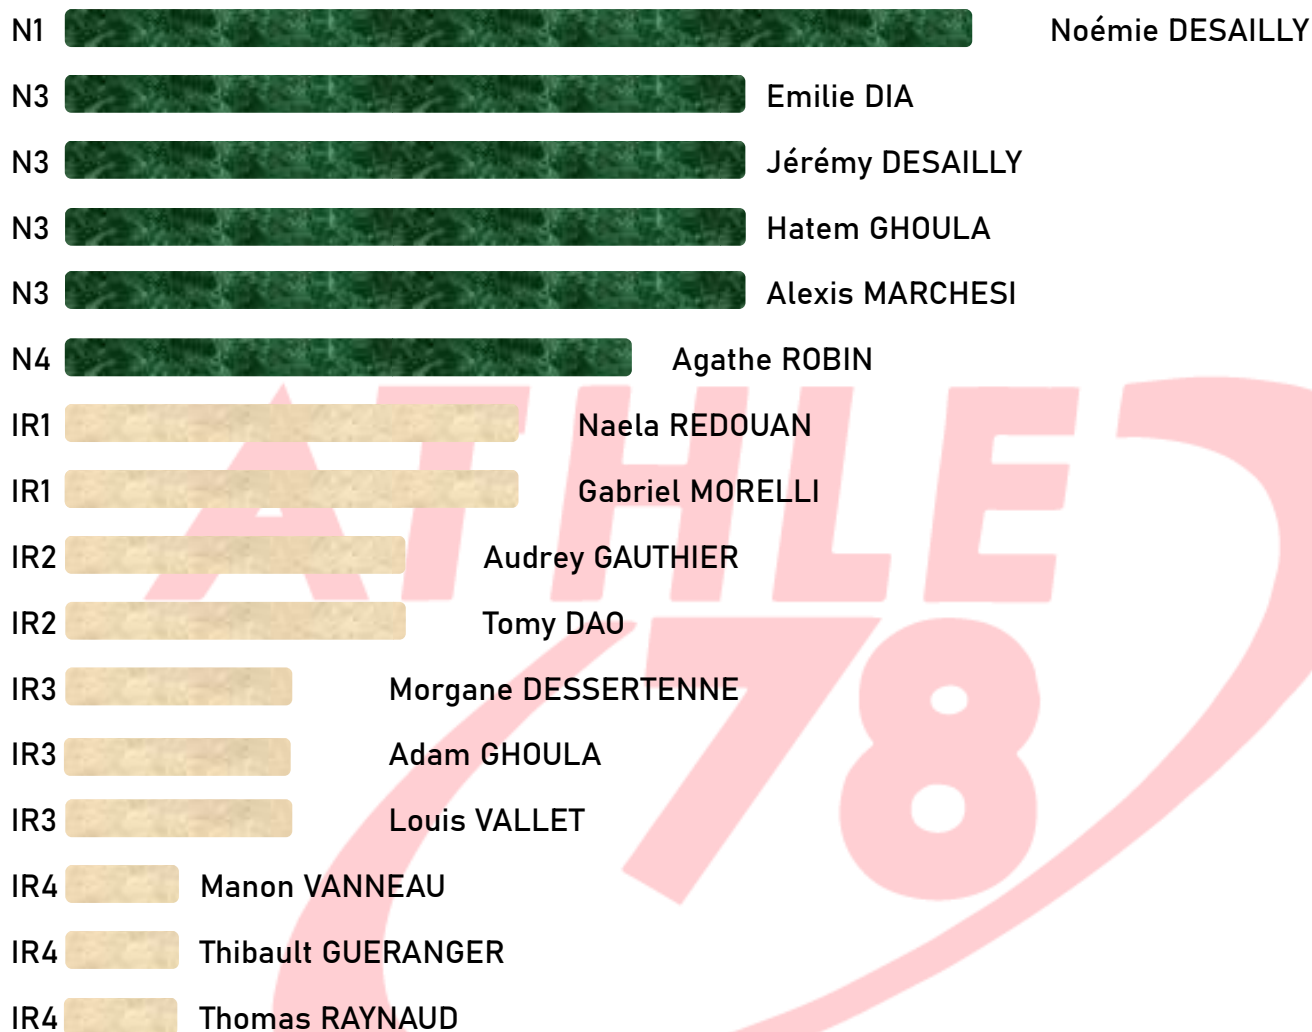 N1 Noémie DESAILLY
N3 Emilie DIA
N3 Jérémy DESAILLY
N3 Hatem GHOULA
N3 Alexis MARCHESI
N4 Agathe ROBIN
IR1 Naela REDOUAN
IR1 Gabriel MORELLI
IR2 Audrey GAUTHIER
IR2 Tomy DAO
IR3 Morgane DESSERTENNE
IR3 Adam GHOULA
IR3 Louis VALLET
IR4 Manon VANNEAU
IR4 Thibault GUERANGER
IR4 Thomas RAYNAUD
ATHLE
78